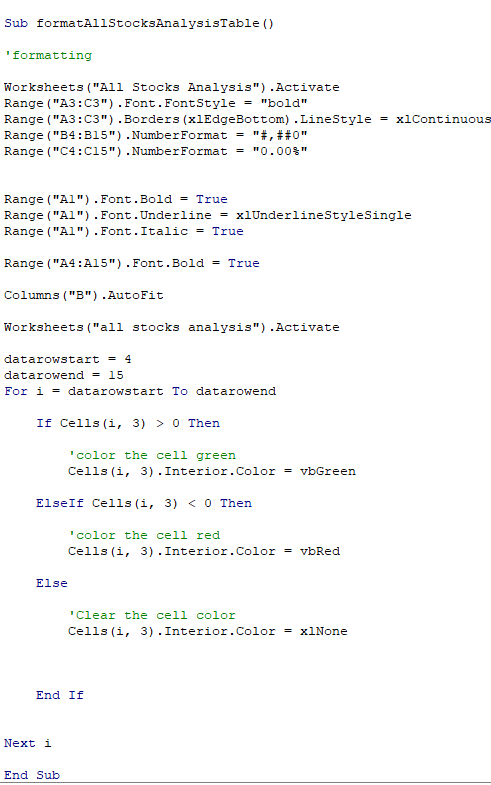 Sub formatAllStocksAnalysisTable()
'formatting
Worksheets("All Stocks Analysis").Activate
Range("A3:C3").Font.FontStyle = "bold"
Range("A3:C3").Borders(xlEdgeBottom).LineStyle = xlContinuous
Range("B4:B15").NumberFormat = "#,##0"
Range("C4:C15").NumberFormat = "0.00%"
Range("A1").Font.Bold = True
Range("A1").Font.Underline = xlUnderlineStyleSingle
Range("A1").Font.Italic = True
Range("A4:A15").Font.Bold = True
Columns("B").AutoFit
Worksheets("all stocks analysis").Activate
datarowstart = 4
datarowend = 15
For i = datarowstart To datarowend
If Cells(i, 3) > 0 Then
'color the cell green
Cells(i, 3).Interior.Color = vbGreen
ElseIf Cells(i, 3) < 0 Then
'color the cell red
Cells(i, 3).Interior.Color = vbRed
Else
'Clear the cell color
Cells(i, 3).Interior.Color = xlNone
End If
Next i
End Sub